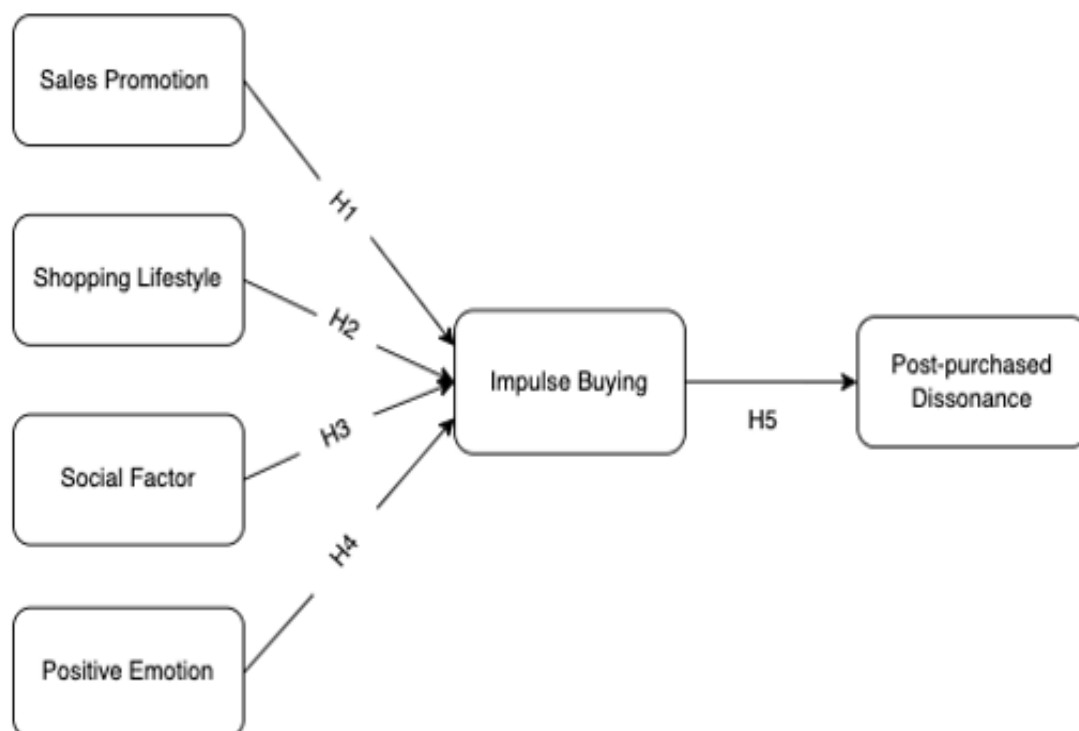 Sales Promotion
H1
Shopping Lifestyle
H2
Impulse Buying
H5
Post-purchased
Dissonance
H3
Social Factor
H4
Positive Emotion